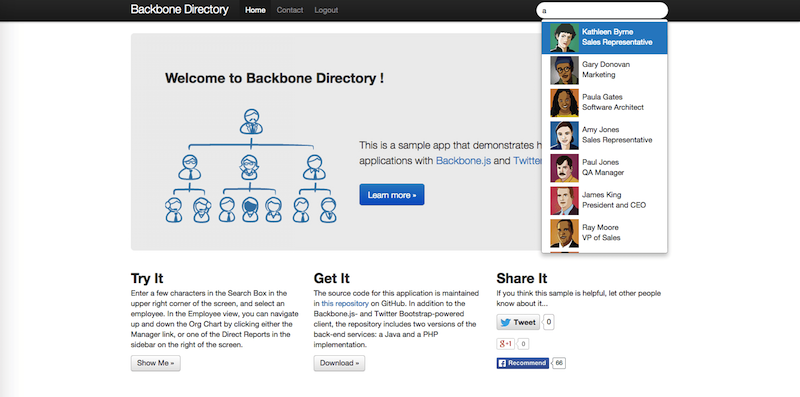 Backbone Directory Home Contact Logout a
Kathleen Byrne
Sales Representative
Gary Donovan
Marketing
Paula Gates
Software Architect
Amy Jones
Sales Representative
Paul Jones
QA Manager
James King
President and CEO
Ray Moore
VP of Sales
Welcome to Backbone Directory !
This is a sample app that demonstrates
applications with Backbone.js and Twitter
Learn more »
Try It
Enter a few characters in the Search Box in the
upper right corner of the screen, and select an
employee. In the Employee view, you can navigate
up and down the Org Chart by clicking either the
Manager link, or one of the Direct Reports in the
sidebar on the right of the screen.
Show Me »
Get It
The source code for this application is maintained
in this repository on GitHub. In addition to the
Backbone.js- and Twitter Bootstrap-powered
client, the repository includes two versions of the
back-end services: a Java and a PHP
implementation.
Download »
Share It
If you think this sample is helpful, let other people
know about it...
Tweet 0
g+1 0
Recommend 66